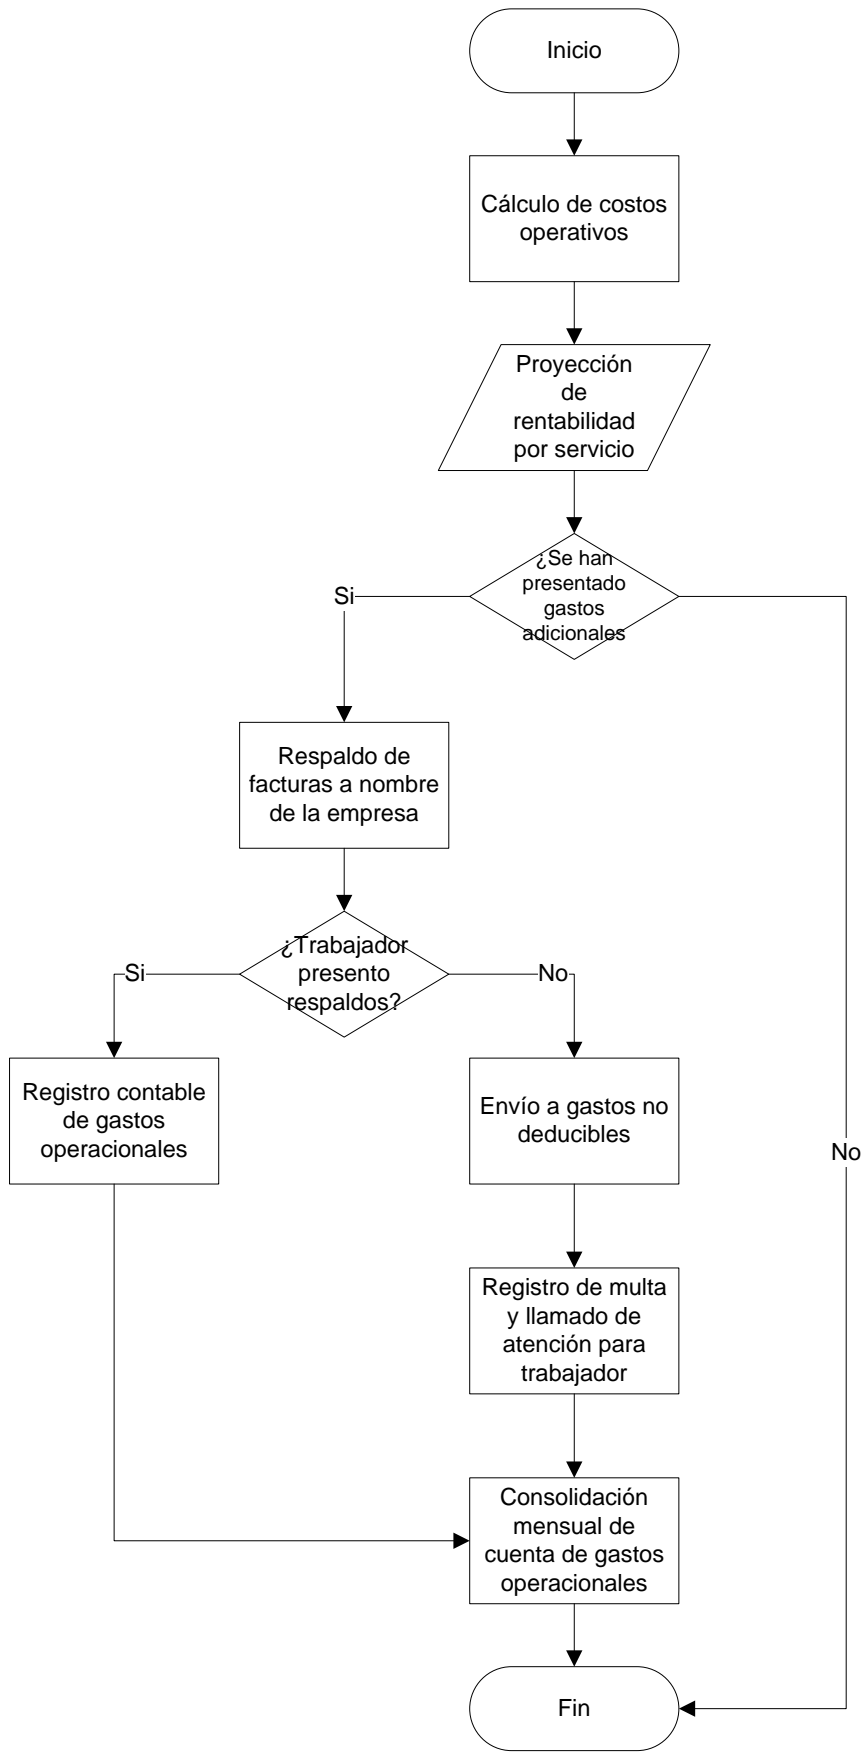 Inicio
Cálculo de costos
operativos
Proyección
de
rentabilidad
por servicio
¿Se han
presentado
gastos
adicionales
Si
Respaldo de
facturas a nombre
de la empresa
¿Trabajador
presento
respaldos?
Si
No
Registro contable
de gastos
operacionales
Envío a gastos no
deducibles
No
Registro de multa
y llamado de
atención para
trabajador
Consolidación
mensual de
cuenta de gastos
operacionales
Fin